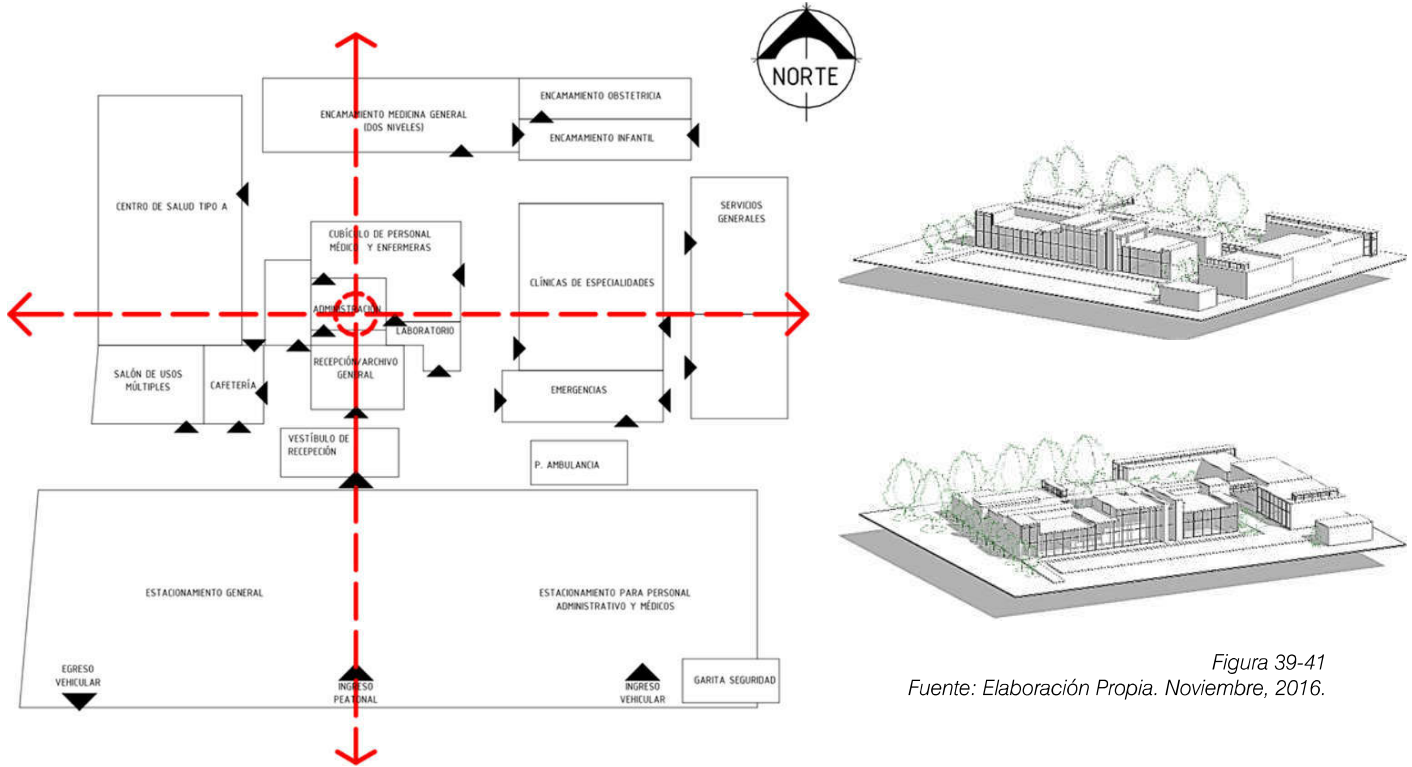 NORTE
ENCAMAMIENTO MEDICINA GENERAL
(DOS NIVELES)
ENCAMAMIENTO OBSTETRICIA
ENCAMAMIENTO INFANTIL
CENTRO DE SALUD TIPO A
CUBÍCULO DE PERSONAL
MÉDICO Y ENFERMERAS
SERVICIOS
GENERALES
CLÍNICAS DE ESPECIALIDADES
ADMINISTRACIÓN
LABORATORIO
RECEPCIÓN/ARCHIVO
GENERAL
SALÓN DE USOS
MÚLTIPLES
CAFETERÍA
EMERGENCIAS
VESTÍBULO DE
RECEPECIÓN
P. AMBULANCIA
ESTACIONAMIENTO GENERAL
ESTACIONAMIENTO PARA PERSONAL
ADMINISTRATIVO Y MÉDICOS
EGRESO
VEHICULAR
INGRESO
PEATONAL
INGRESO
VEHICULAR
GARITA SEGURIDAD
Figura 39-41
Fuente: Elaboración Propia. Noviembre, 2016.